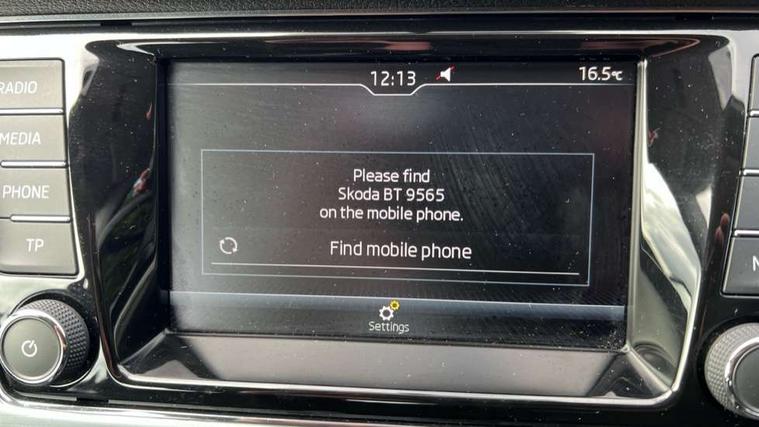 12:13
16.5℃
RADIO
MEDIA
PHONE
TP
Please find
Skoda BT 9565
on the mobile phone.
Find mobile phone
Settings